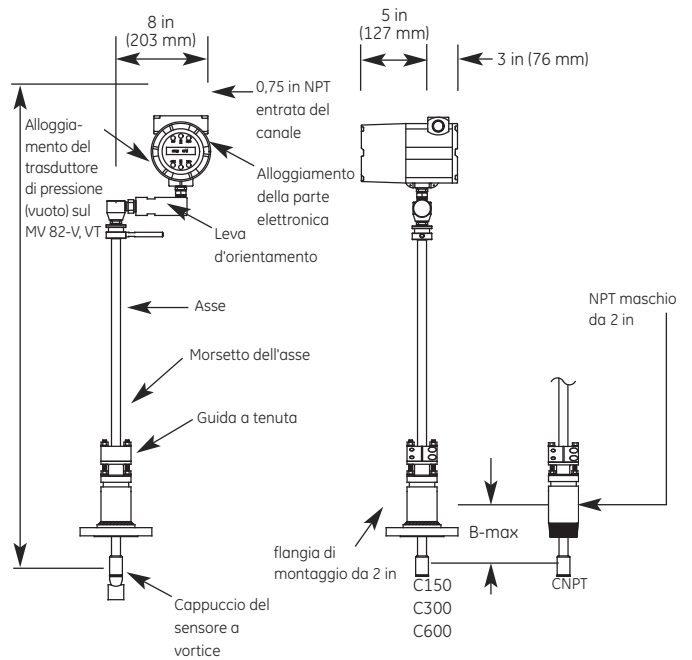 8 in
(203 mm)
5 in
(127 mm)
3 in (76 mm)
0,75 in NPT
entrata del
canale
Alloggia-
mento del
trasduttore
di pressione
(vuoto) sul
MV 82-V, VT
Alloggiamento
della parte
elettronica
Leva
d'orientamento
Asse
NPT maschio
da 2 in
Morsetto dell'asse
Guida a tenuta
B-max
flangia di
montaggio da 2 in
C150
C300
C600
CNPT
Cappuccio del
sensore a
vortice